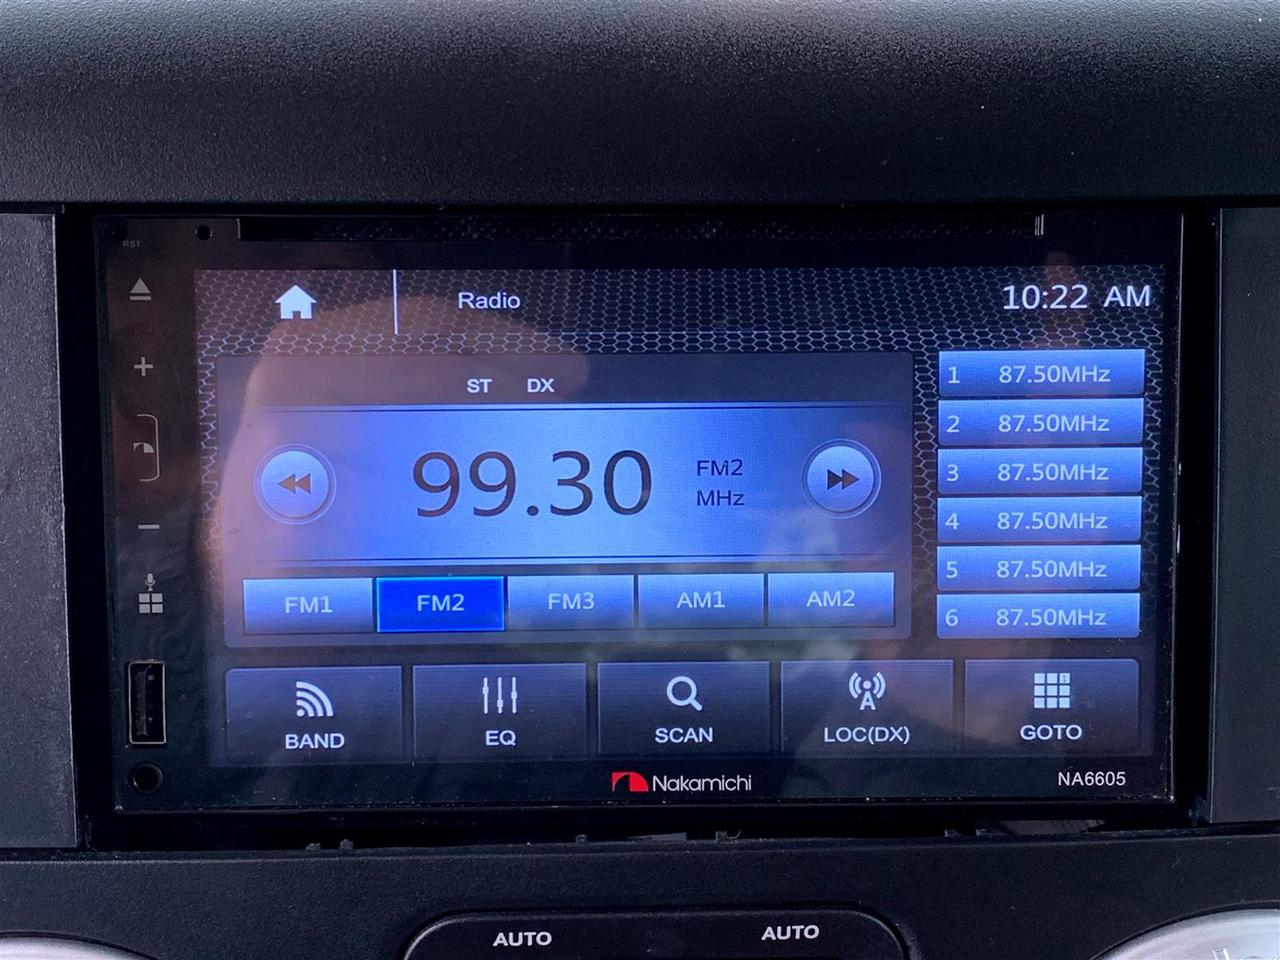 RST
Radio
10:22 AM
ST DX
99.30
FM2
MHz
FM1 FM2 FM3 AM1 AM2
1 87.50MHz
2 87.50MHz
3 87.50MHz
4 87.50MHz
5 87.50MHz
6 87.50MHz
BAND EQ SCAN LOC(DX) GOTO
Nakamichi
NA6605
AUTO AUTO